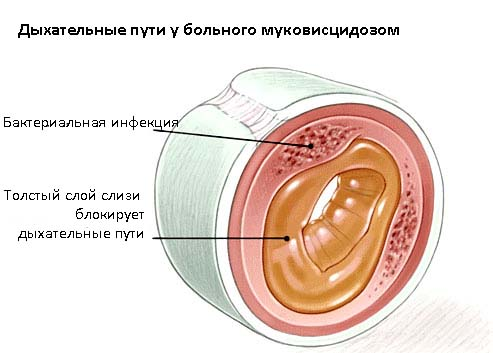 Дыхательные пути у больного муковисцидозом
Бактериальная инфекция
Толстый слой слизи
блокирует
дыхательные пути